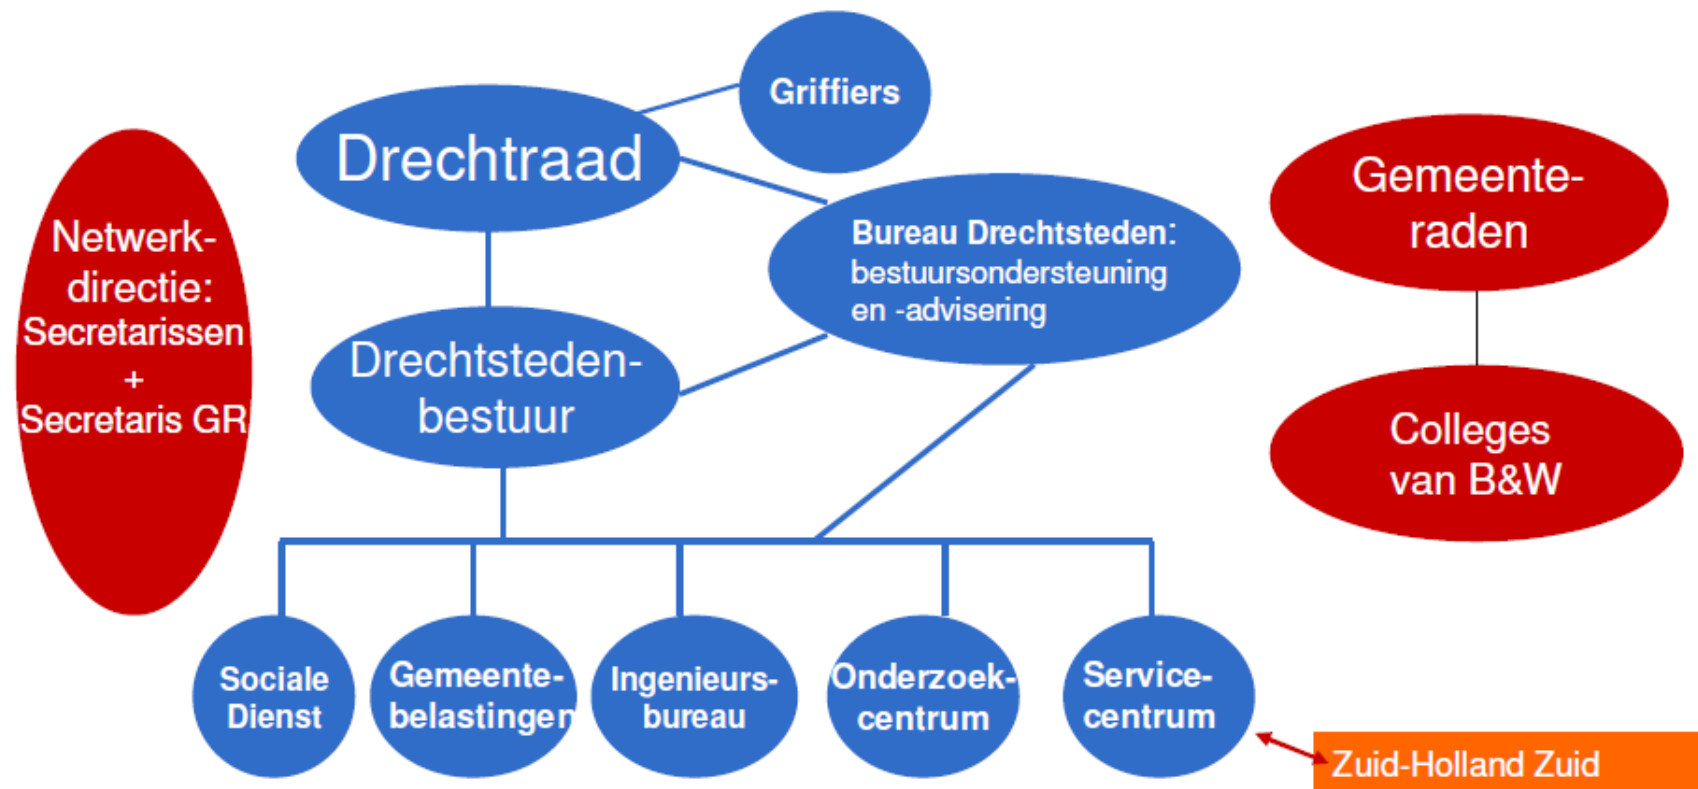 Griffiers
Drechtraad
Netwerk-
directie:
Secretarissen
+
Secretaris GR
Bureau Drechtsteden:
bestuursondersteuning
en -advisering
Gemeente-
raden
Drechtsteden-
bestuur
Colleges
van B&W
Sociale
Dienst
Gemeente-
belastingen
Ingenieurs-
bureau
Onderzoek-
centrum
Service-
centrum
Zuid-Holland Zuid